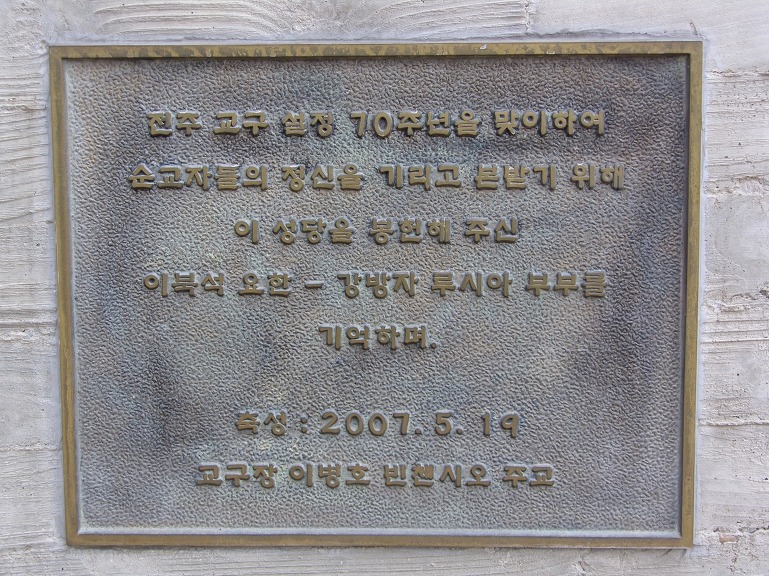 진주 교구 설정 70주년을 맞이하여
순교자들의 정신을 기리고 본받기 위해
이 성당을 봉헌해 주신
이북석 요한 – 강방자 루시아 부부를
기억하며.
축성 : 2007. 5. 19
교구장 이병호 빈첸시오 주교